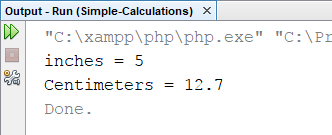 Output - Run (Simple-Calculations) ×
"C:\xampp\php\php.exe" "C:\Pr
inches = 5
Centimeters = 12.7
Done.